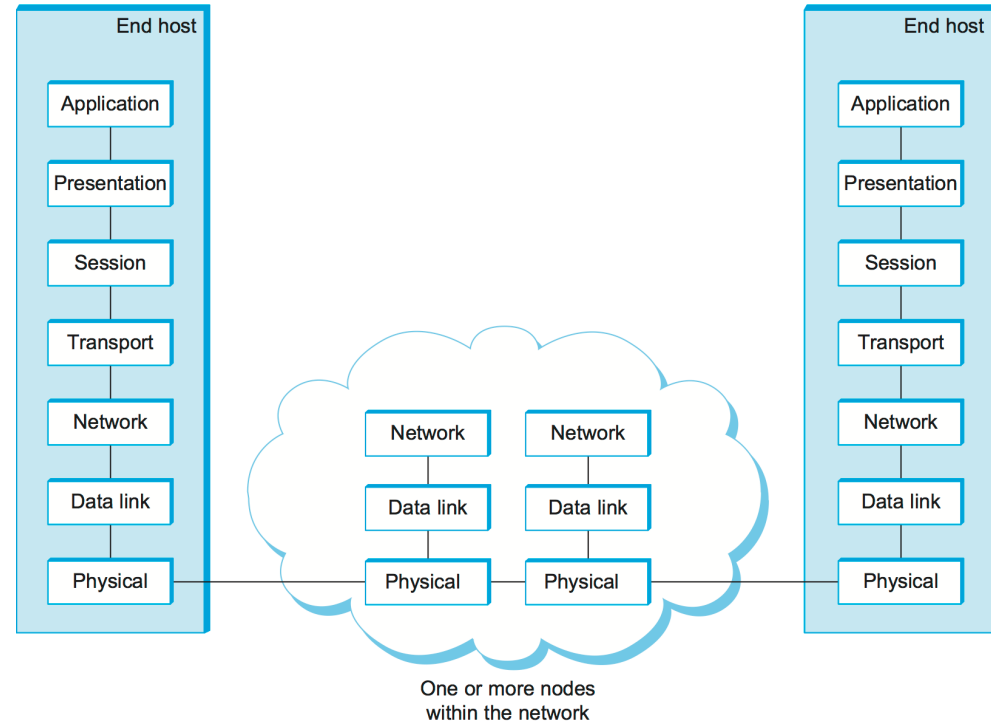 End host
Application
Presentation
Session
Transport
Network
Data link
Physical
Network
Data link
Physical
Network
Data link
Physical
End host
Application
Presentation
Session
Transport
Network
Data link
Physical
One or more nodes
within the network